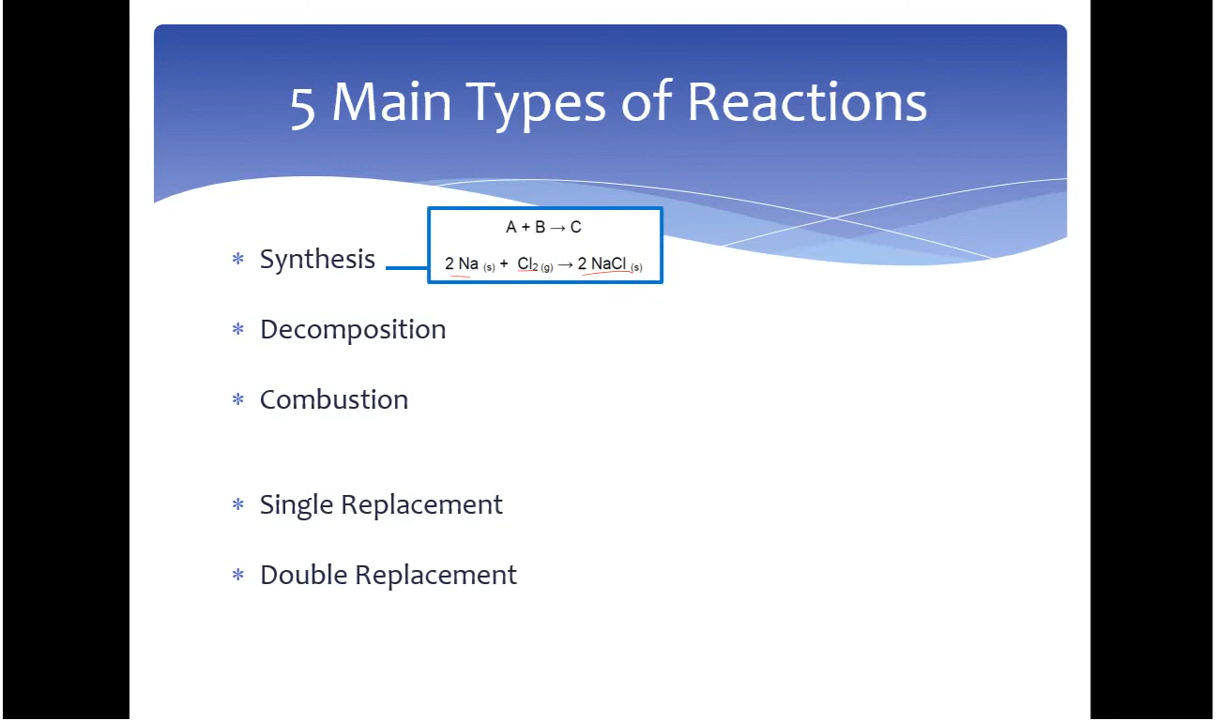 5 Main Types of Reactions
A + B → C
* Synthesis
2 Na (s) + Cl2 (g) → 2 NaCl (s)
* Decomposition
* Combustion
* Single Replacement
* Double Replacement